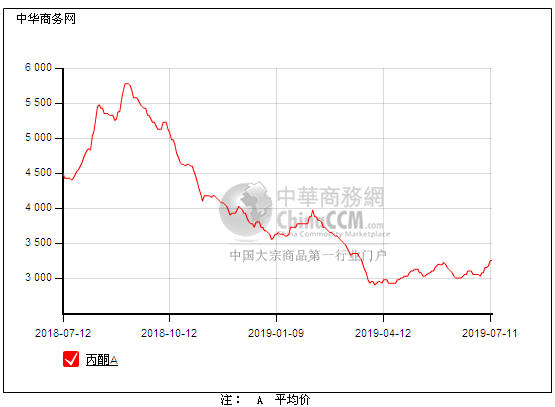 中华商务网
6 000
5 500
5 000
4 500
4 000
3 500
3 000
中華商務網
ChinaCCM.com
China Commodity Marketplace
中国大宗商品第一行业门户
2018-07-12 2018-10-12 2019-01-09 2019-04-12 2019-07-11
丙酮A
注： A 平均价